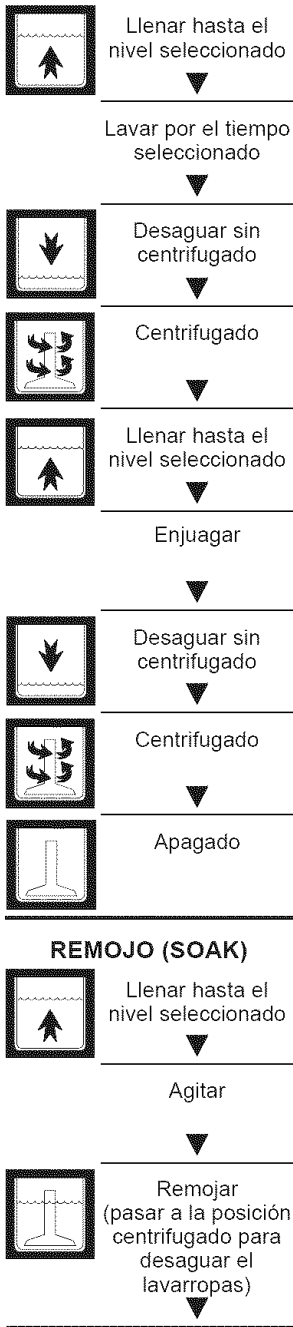 Llenar hasta el
nivel seleccionado
Lavar por el tiempo
seleccionado
Desaguar sin
centrifugado
Centrifugado
Llenar hasta el
nivel seleccionado
Enjuagar
Desaguar sin
centrifugado
Centrifugado
Apagado
REMOJO (SOAK)
Llenar hasta el
nivel seleccionado
Agitar
Remojar
(pasar a la posición
centrifugado para
desaguar el
lavarropas)